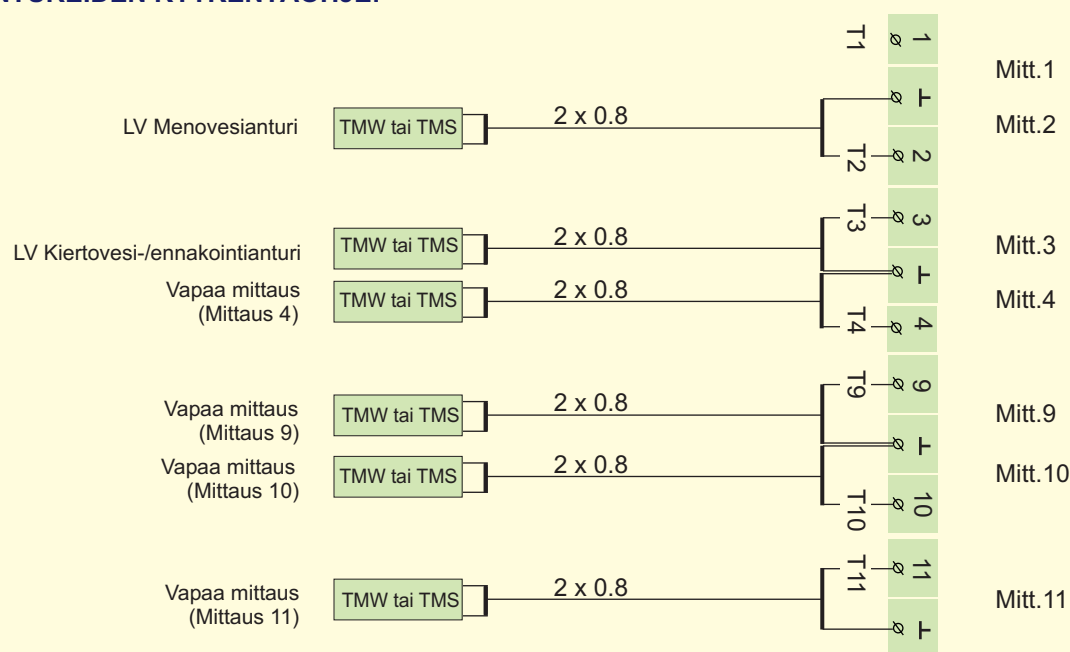 T1 1
Mitt.1
⊥
LV Menovesianturi TMW tai TMS 2 x 0.8 Mitt.2
T2 2
T3 3
LV Kiertovesi-/ennakointianturi TMW tai TMS 2 x 0.8 Mitt.3
⊥
Vapaa mittaus TMW tai TMS 2 x 0.8 Mitt.4
(Mittaus 4)
T4 4
T9 9
Vapaa mittaus TMW tai TMS 2 x 0.8 Mitt.9
(Mittaus 9)
⊥
Vapaa mittaus TMW tai TMS 2 x 0.8 Mitt.10
(Mittaus 10)
T10 10
T11 11
Vapaa mittaus TMW tai TMS 2 x 0.8 Mitt.11
(Mittaus 11)
⊥